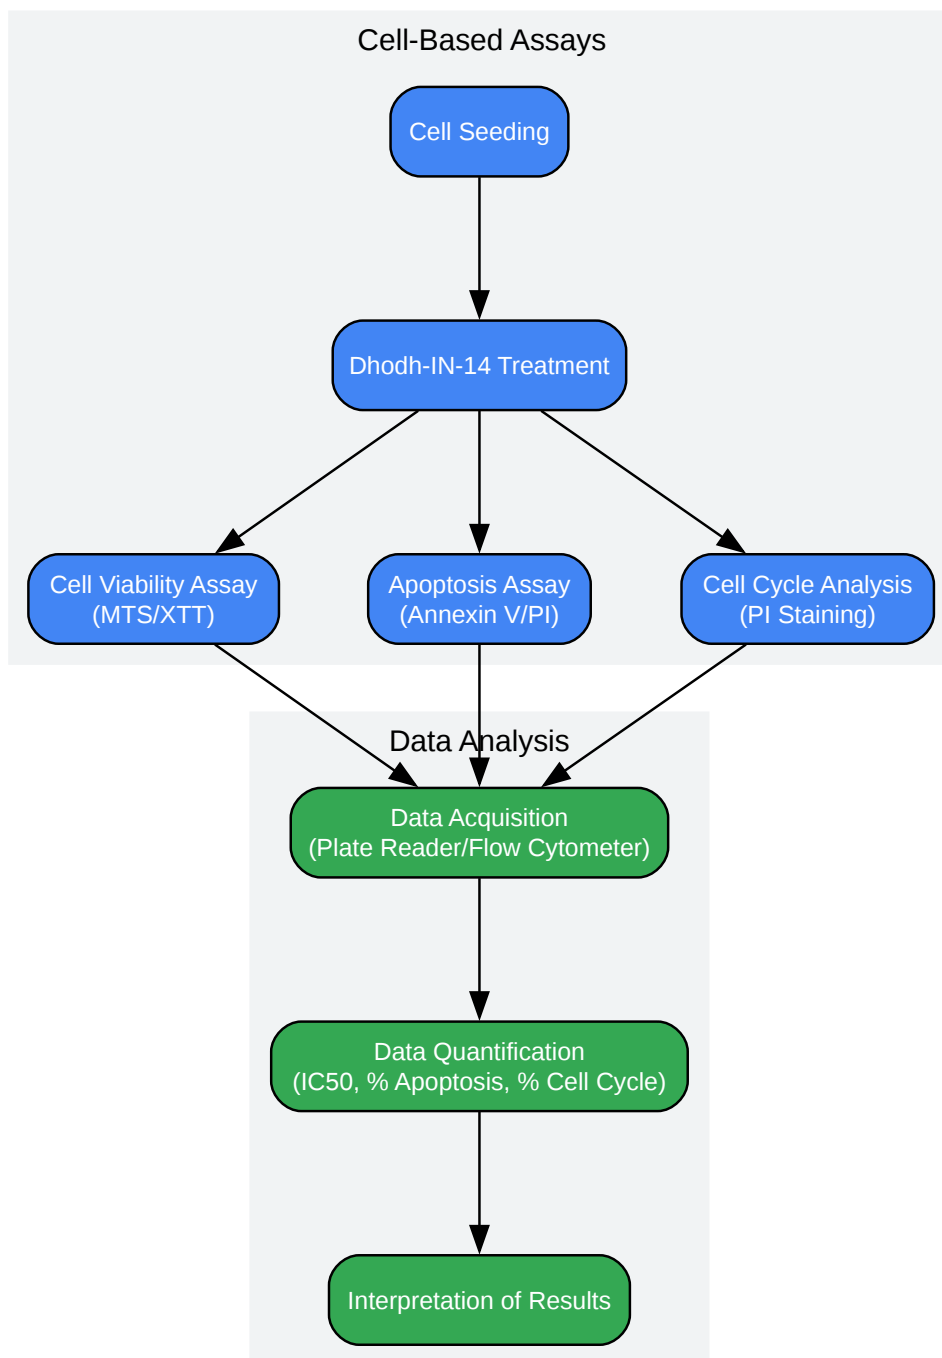 Cell-Based Assays
Cell Seeding
Dhodh-IN-14 Treatment
Cell Viability Assay
(MTS/XTT)
Apoptosis Assay
(Annexin V/PI)
Cell Cycle Analysis
(PI Staining)
Data Analysis
Data Acquisition
(Plate Reader/Flow Cytometer)
Data Quantification
(IC50, % Apoptosis, % Cell Cycle)
Interpretation of Results